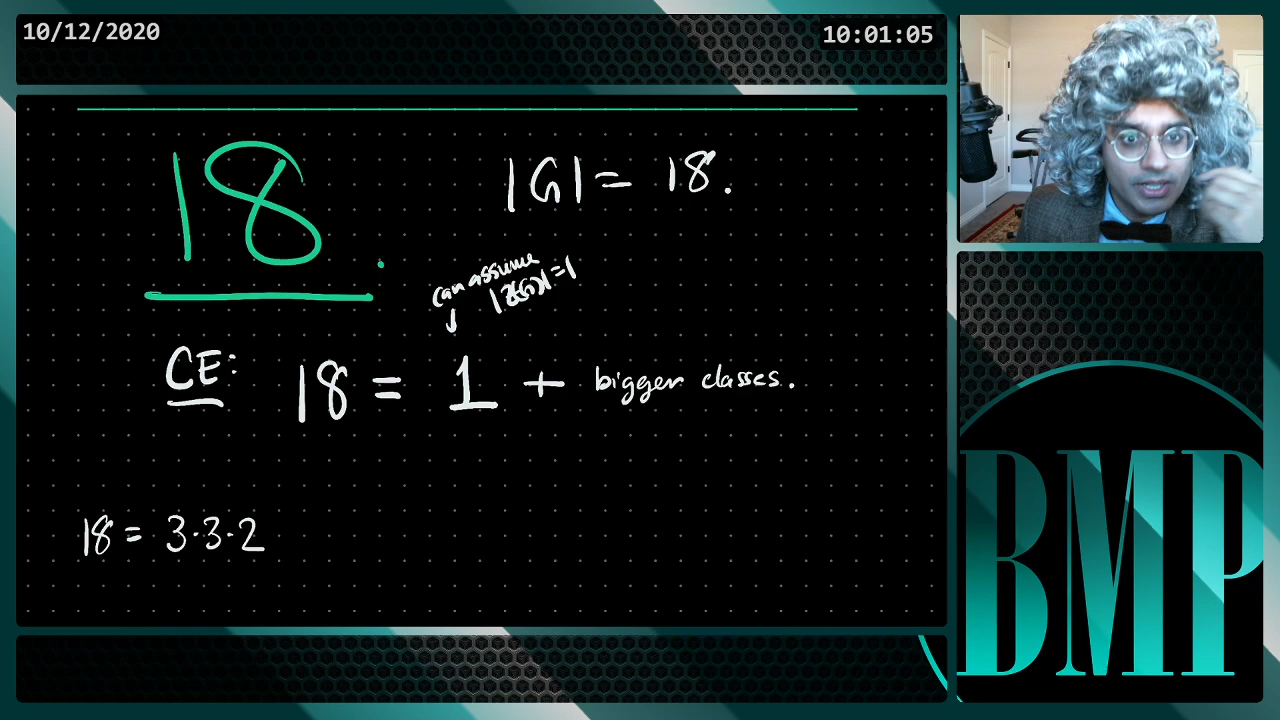 10/12/2020
10:01:05
18.
|G| = 18.
can assume
|Z(G)| = 1
CE: 18 = 1 + bigger classes.
18 = 3·3·2
BMP